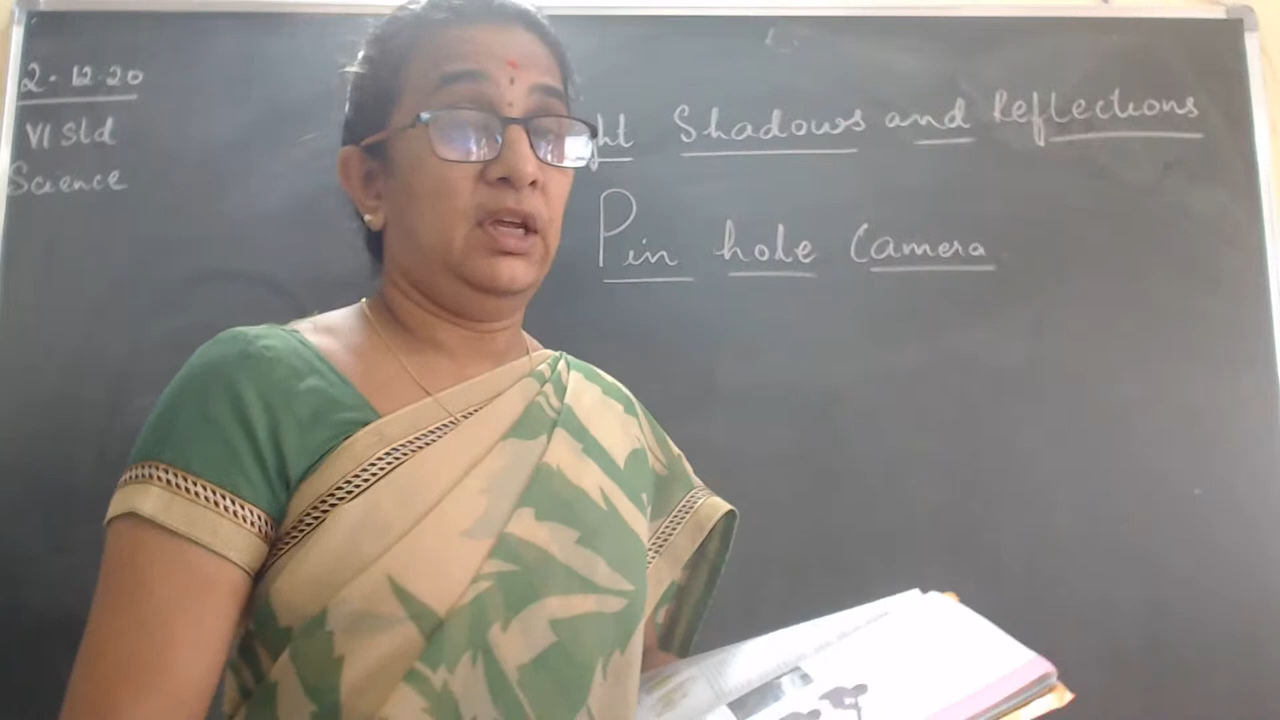 2.12.20
VI Std
Science
ht Shadows and Reflections
Pin hole Camera